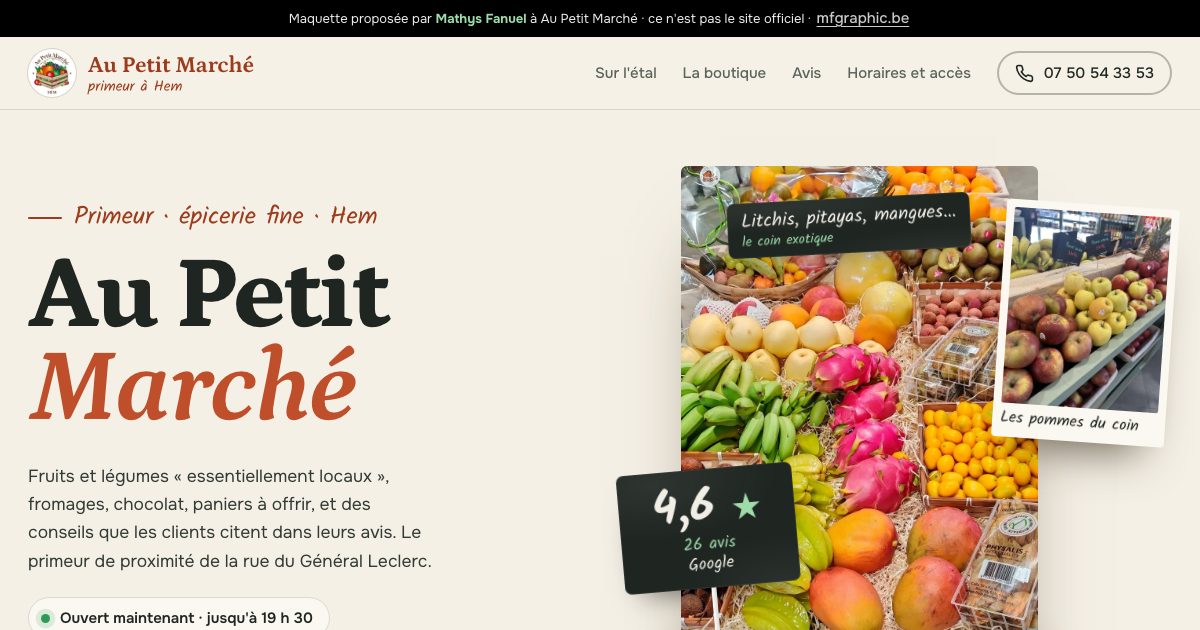 Maquette proposée par Mathys Fanuel à Au Petit Marché · ce n'est pas le site officiel · mfgraphic.be
Au Petit Marché
primeur à Hem
Sur l'étal
La boutique
Avis
Horaires et accès
07 50 54 33 53
Primeur · épicerie fine · Hem
Au Petit
Marché
Fruits et légumes « essentiellement locaux »,
fromages, chocolat, paniers à offrir, et des
conseils que les clients citent dans leurs avis. Le
primeur de proximité de la rue du Général Leclerc.
Ouvert maintenant · jusqu'à 19 h 30
Litchis, pitayas, mangues…
le coin exotique
Les pommes du coin
4,6 ★
26 avis
Google
PHYSALIS